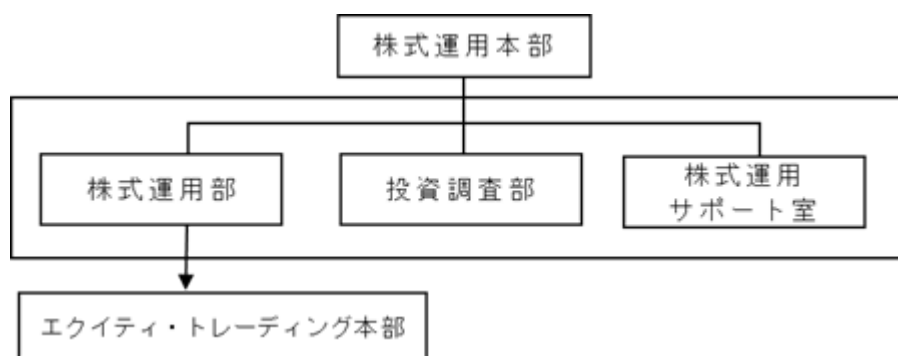 株式運用本部
株式運用部
投資調査部
株式運用
サポート室
エクイティ・トレーディング本部